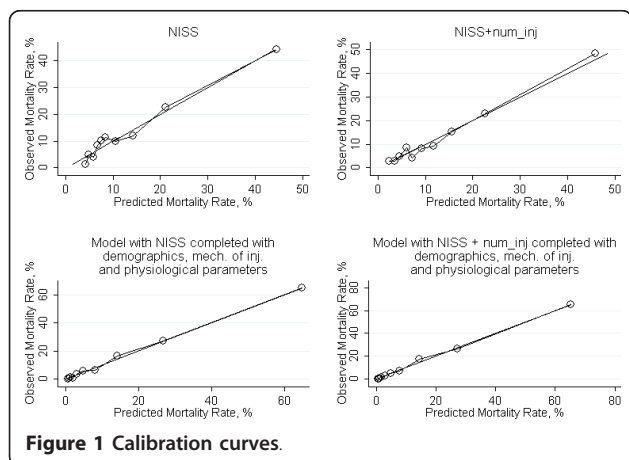 NISS
Observed Mortality Rate, %
0 10 20 30 40
0 10 20 30 40 50
Predicted Mortality Rate, %
NISS+num_inj
Observed Mortality Rate, %
0 10 20 30 40 50
0 10 20 30 40 50
Predicted Mortality Rate, %
Model with NISS completed with
demographics, mech. of inj.
and physiological parameters
Observed Mortality Rate, %
0 20 40 60
0 20 40 60
Predicted Mortality Rate, %
Model with NISS + num_inj completed with
demographics, mech. of inj.
and physiological parameters
Observed Mortality Rate, %
0 20 40 60 80
0 20 40 60 80
Predicted Mortality Rate, %
Figure 1 Calibration curves.